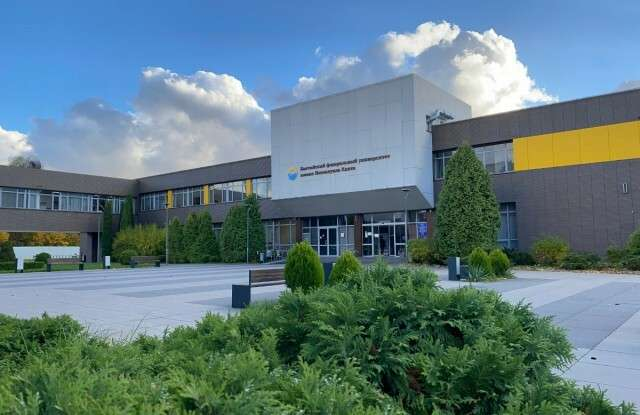 Балтийский федеральный университет
имени Иммануила Канта